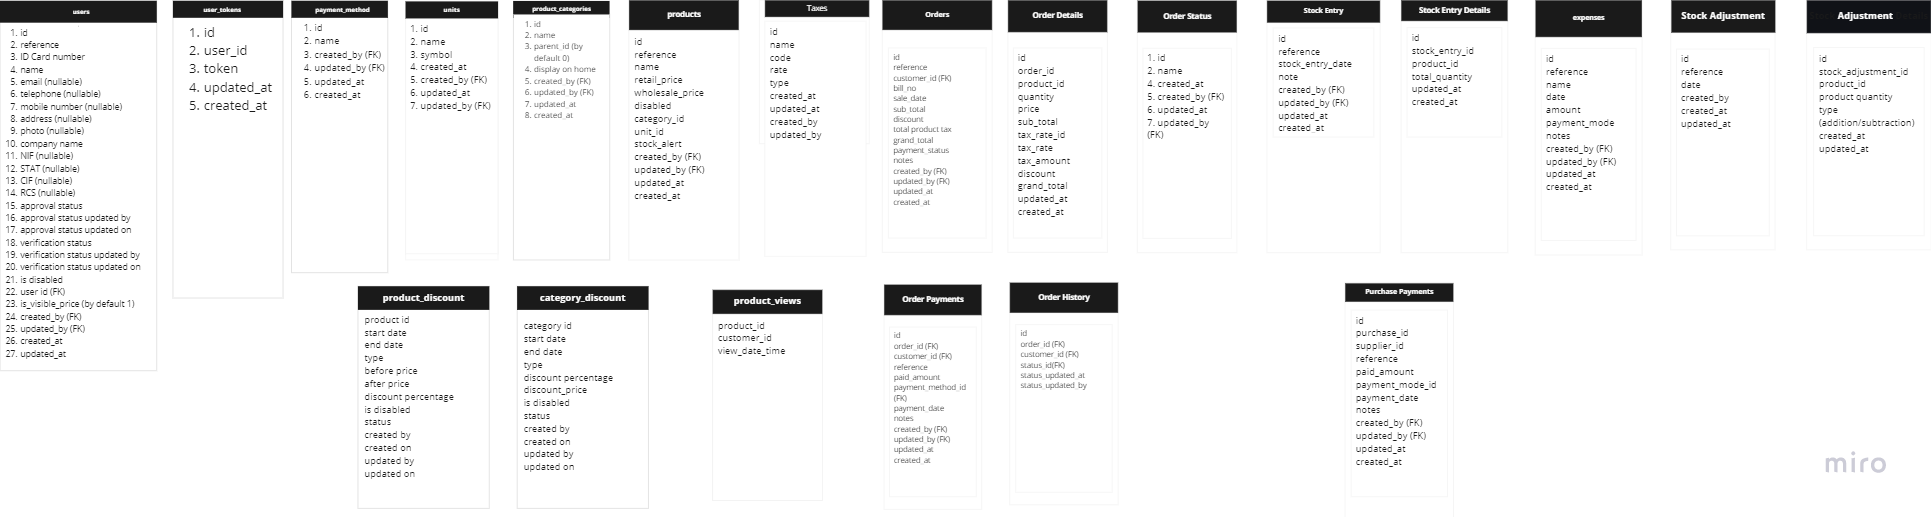 users
1. id
2. reference
3. ID Card number
4. name
5. email (nullable)
6. telephone (nullable)
7. mobile number (nullable)
8. address (nullable)
9. photo (nullable)
10. company name
11. NIF (nullable)
12. STAT (nullable)
13. CIF (nullable)
14. RCS (nullable)
15. approval status
16. approval status updated by
17. approval status updated on
18. verification status
19. verification status updated by
20. verification status updated on
21. is disabled
22. user id (FK)
23. is_visible_price (by default 1)
24. created_by (FK)
25. updated_by (FK)
26. created_at
27. updated_at
user_tokens
1. id
2. user_id
3. token
4. updated_at
5. created_at
payment_method
1. id
2. name
3. created_by (FK)
4. updated_by (FK)
5. updated_at
6. created_at
units
1. id
2. name
3. symbol
4. created_at
5. created_by (FK)
6. updated_at
7. updated_by (FK)
product_categories
1. id
2. name
3. parent_id (by
default 0)
4. display on home
5. created_by (FK)
6. updated_by (FK)
7. updated_at
8. created_at
products
id
reference
name
retail_price
wholesale_price
disabled
category_id
unit_id
stock_alert
created_by (FK)
updated_by (FK)
updated_at
created_at
Taxes
id
name
code
rate
type
created_at
updated_at
created_by
updated_by
Orders
id
reference
customer_id (FK)
bill_no
sale_date
sub_total
discount
total product tax
grand_total
payment_status
notes
created_by (FK)
updated_by (FK)
updated_at
created_at
Order Details
id
order_id
product_id
quantity
price
sub_total
tax_rate_id
tax_rate
tax_amount
discount
grand_total
updated_at
created_at
Order Status
1. id
2. name
4. created_at
5. created_by (FK)
6. updated_at
7. updated_by
(FK)
Stock Entry
id
reference
stock_entry_date
note
created_by (FK)
updated_by (FK)
updated_at
created_at
Stock Entry Details
id
stock_entry_id
product_id
total_quantity
updated_at
created_at
expenses
id
reference
name
date
amount
payment_mode
notes
created_by (FK)
updated_by (FK)
updated_at
created_at
Stock Adjustment
id
reference
date
created_by
created_at
updated_at
Adjustment
id
stock_adjustment_id
product_id
product quantity
type
(addition/subtraction)
created_at
updated_at
product_discount
product id
start date
end date
type
before price
after price
discount percentage
is disabled
status
created by
created on
updated by
updated on
category_discount
category id
start date
end date
type
discount percentage
discount_price
is disabled
status
created by
created on
updated by
updated on
product_views
product_id
customer_id
view_date_time
Order Payments
id
order_id (FK)
customer_id (FK)
reference
paid_amount
payment_method_id
(FK)
payment_date
notes
created_by (FK)
updated_by (FK)
updated_at
created_at
Order History
id
order_id (FK)
customer_id (FK)
status_id(FK)
status_updated_at
status_updated_by
Purchase Payments
id
purchase_id
supplier_id
reference
paid_amount
payment_mode_id
payment_date
notes
created_by (FK)
updated_by (FK)
updated_at
created_at
miro